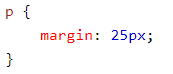 p {
    margin: 25px;
}